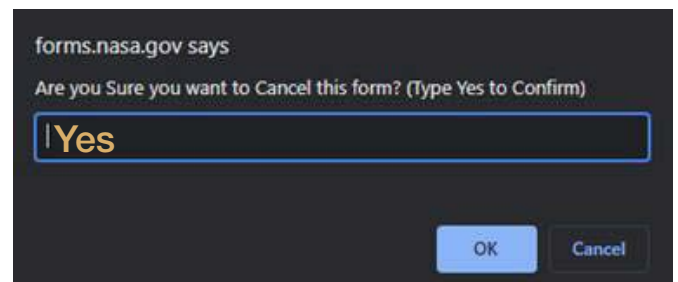 forms.nasa.gov says
Are you Sure you want to Cancel this form? (Type Yes to Confirm)
Yes
OK Cancel